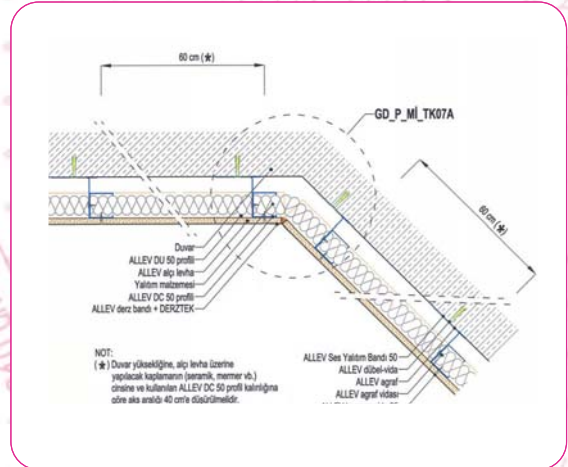 60 cm (★)
GD_P_Mİ_TK07A
60 cm (★)
Duvar
ALLEV DU 50 profili
ALLEV alçı levha
Yalıtım malzemesi
ALLEV DC 50 profili
ALLEV derz bandı + DERZTEK
NOT:
(★) Duvar yüksekliğine, alçı levha üzerine
yapılacak kaplamanın (seramik, mermer vb.)
cinsine ve kullanılan ALLEV DC 50 profil kalınlığına
göre aks aralığı 40 cm'e düşürülmelidir.
ALLEV Ses Yalıtım Bandı 50
ALLEV dübel-vida
ALLEV agraf
ALLEV agraf vidası